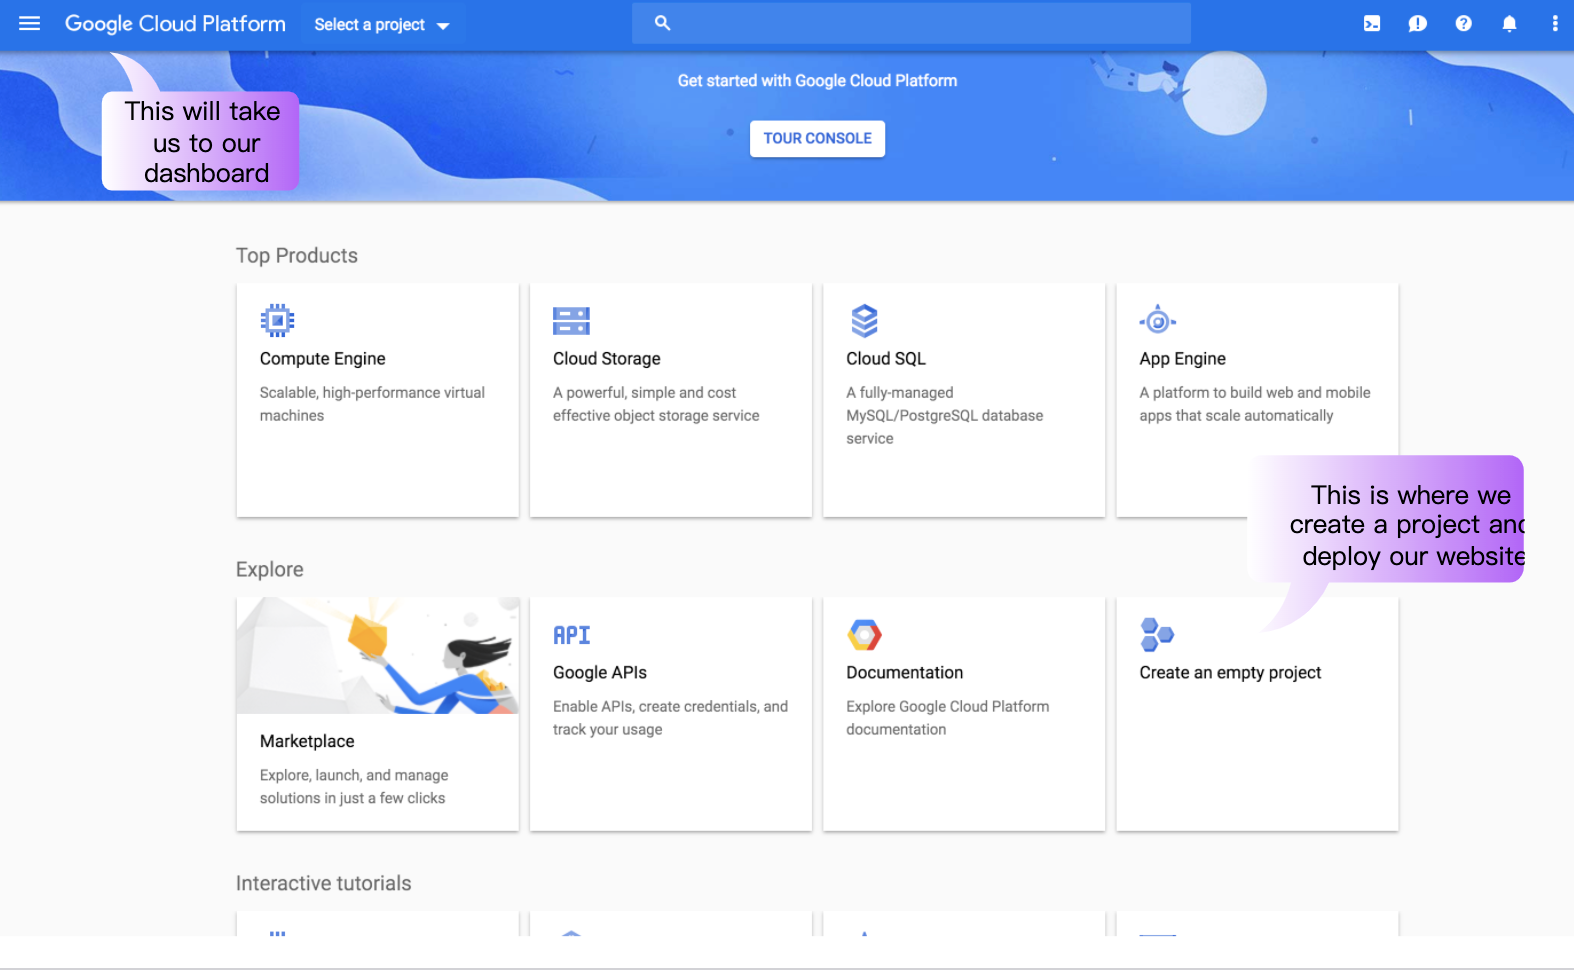 Google Cloud Platform
Select a project
Get started with Google Cloud Platform
TOUR CONSOLE
This will take
us to our
dashboard
Top Products
Compute Engine
Scalable, high-performance virtual
machines
Cloud Storage
A powerful, simple and cost
effective object storage service
Cloud SQL
A fully-managed
MySQL/PostgreSQL database
service
App Engine
A platform to build web and mobile
apps that scale automatically
This is where we
create a project and
deploy our website
Explore
Marketplace
Explore, launch, and manage
solutions in just a few clicks
API
Google APIs
Enable APIs, create credentials, and
track your usage
Documentation
Explore Google Cloud Platform
documentation
Create an empty project
Interactive tutorials